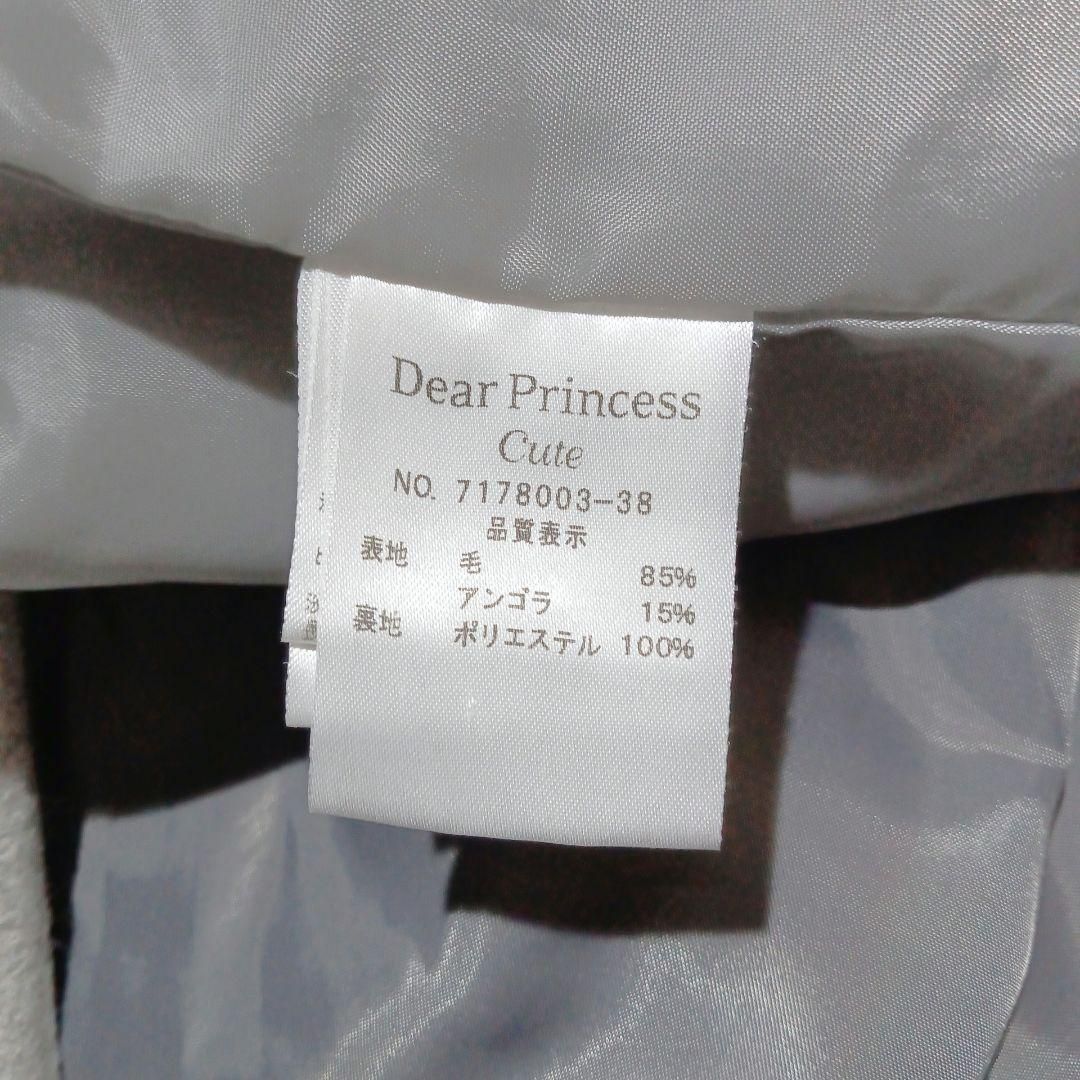 Dear Princess
Cute
NO. 7178003-38
品質表示
表地 毛 85%
アンゴラ 15%
裏地 ポリエステル 100%